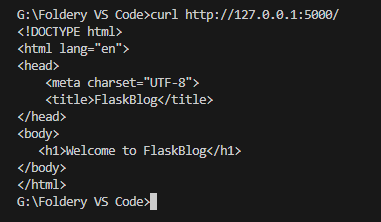 G:\Foldery VS Code>curl http://127.0.0.1:5000/
<!DOCTYPE html>
<html lang="en">
<head>
    <meta charset="UTF-8">
    <title>FlaskBlog</title>
</head>
<body>
   <h1>Welcome to FlaskBlog</h1>
</body>
</html>
G:\Foldery VS Code>